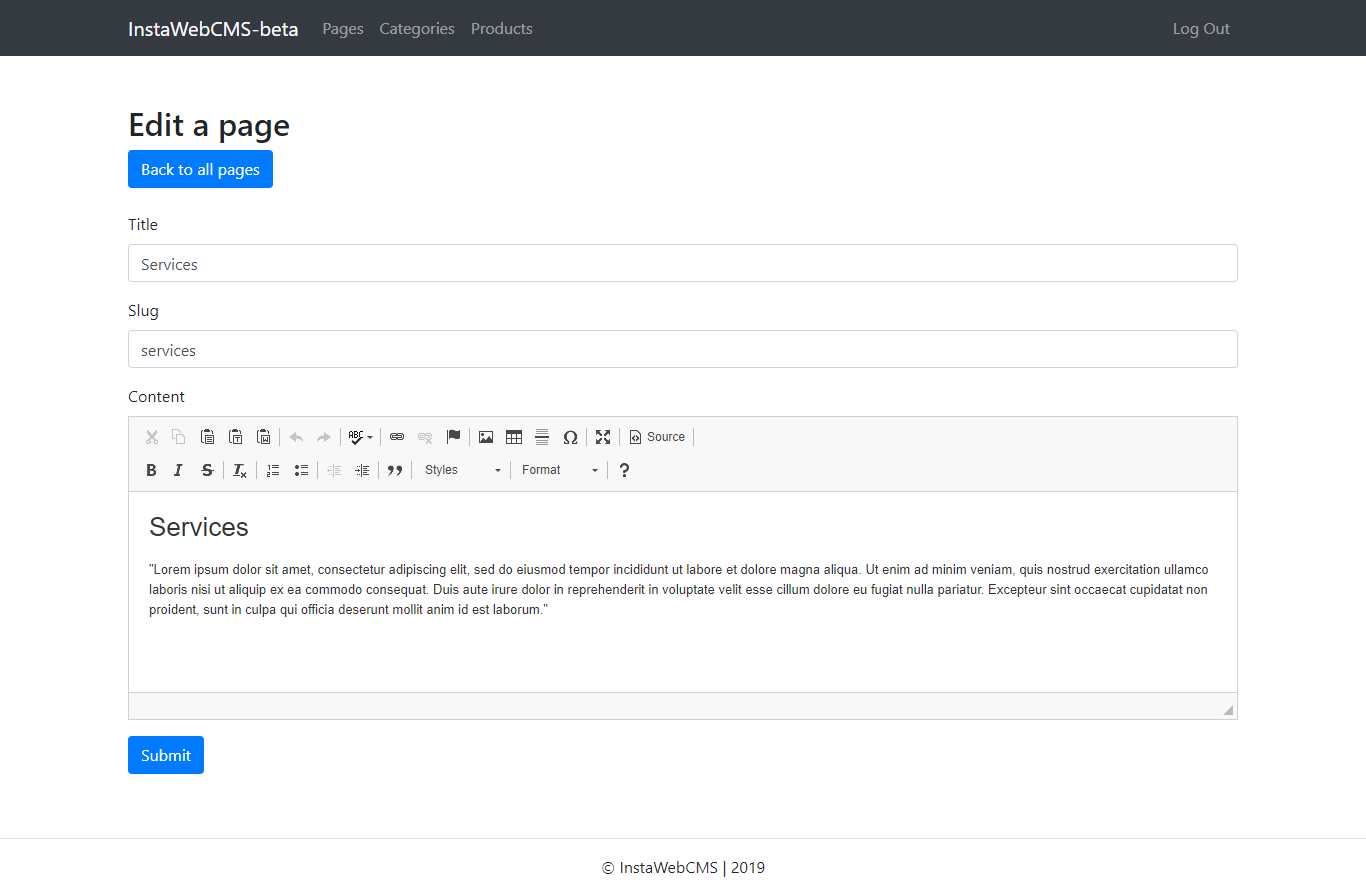 InstaWebCMS-beta Pages Categories Products Log Out
Edit a page
Back to all pages
Title
Services
Slug
services
Content
ABC Ω Source
B I S Tx Styles Format ?
Services
"Lorem ipsum dolor sit amet, consectetur adipiscing elit, sed do eiusmod tempor incididunt ut labore et dolore magna aliqua. Ut enim ad minim veniam, quis nostrud exercitation ullamco
laboris nisi ut aliquip ex ea commodo consequat. Duis aute irure dolor in reprehenderit in voluptate velit esse cillum dolore eu fugiat nulla pariatur. Excepteur sint occaecat cupidatat non
proident, sunt in culpa qui officia deserunt mollit anim id est laborum."
Submit
© InstaWebCMS | 2019